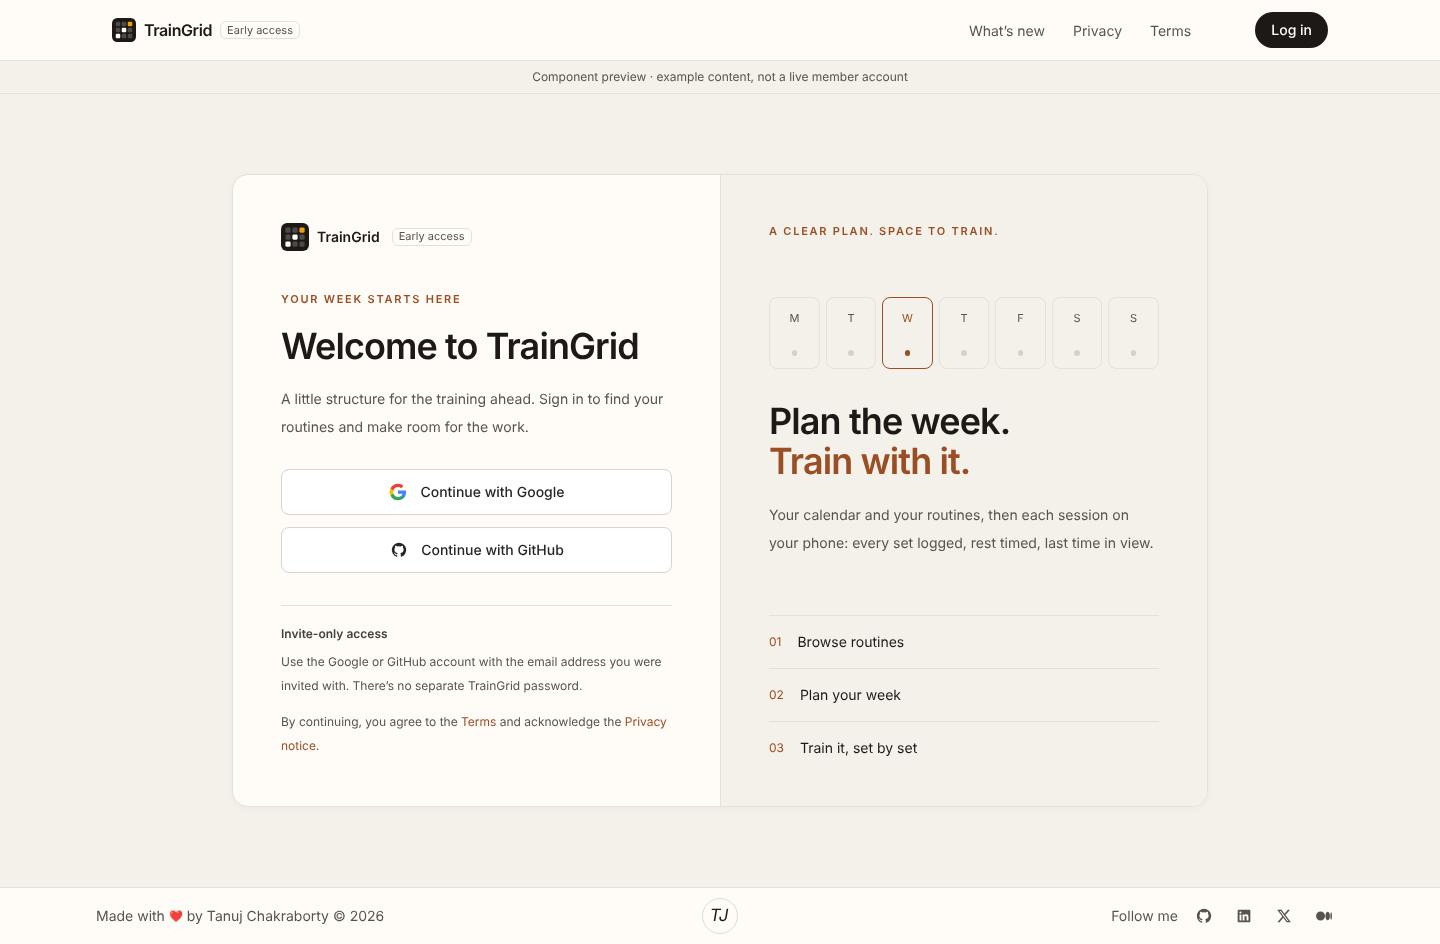 TrainGrid Early access What’s new Privacy Terms Log in
Component preview · example content, not a live member account
TrainGrid Early access
YOUR WEEK STARTS HERE
Welcome to TrainGrid
A little structure for the training ahead. Sign in to find your
routines and make room for the work.
Continue with Google
Continue with GitHub
Invite-only access
Use the Google or GitHub account with the email address you were
invited with. There’s no separate TrainGrid password.
By continuing, you agree to the Terms and acknowledge the Privacy
notice.
A CLEAR PLAN. SPACE TO TRAIN.
M T W T F S S
Plan the week.
Train with it.
Your calendar and your routines, then each session on
your phone: every set logged, rest timed, last time in view.
01 Browse routines
02 Plan your week
03 Train it, set by set
Made with ❤️ by Tanuj Chakraborty © 2026
TJ
Follow me